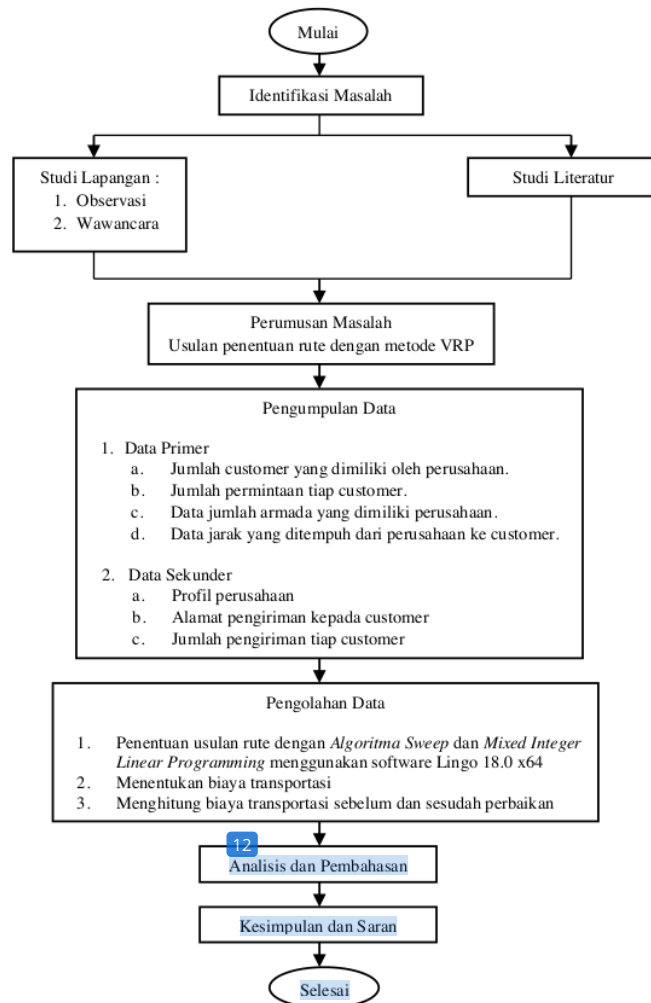 Mulai
Identifikasi Masalah
Studi Lapangan :
1. Observasi
2. Wawancara
Studi Literatur
Perumusan Masalah
Usulan penentuan rute dengan metode VRP
Pengumpulan Data
1. Data Primer
a. Jumlah customer yang dimiliki oleh perusahaan.
b. Jumlah permintaan tiap customer.
c. Data jumlah armada yang dimiliki perusahaan.
d. Data jarak yang ditempuh dari perusahaan ke customer.
2. Data Sekunder
a. Profil perusahaan
b. Alamat pengiriman kepada customer
c. Jumlah pengiriman tiap customer
Pengolahan Data
1. Penentuan usulan rute dengan Algoritma Sweep dan Mixed Integer
Linear Programming menggunakan software Lingo 18.0 x64
2. Menentukan biaya transportasi
3. Menghitung biaya transportasi sebelum dan sesudah perbaikan
12
Analisis dan Pembahasan
Kesimpulan dan Saran
Selesai